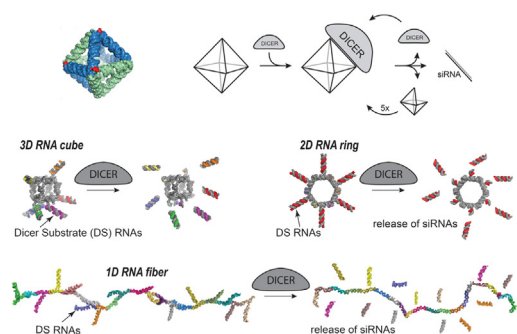 DICER
DICER
DICER
siRNA
5x
3D RNA cube
DICER
Dicer Substrate (DS) RNAs
2D RNA ring
DICER
DS RNAs
release of siRNAs
1D RNA fiber
DICER
DS RNAs
release of siRNAs